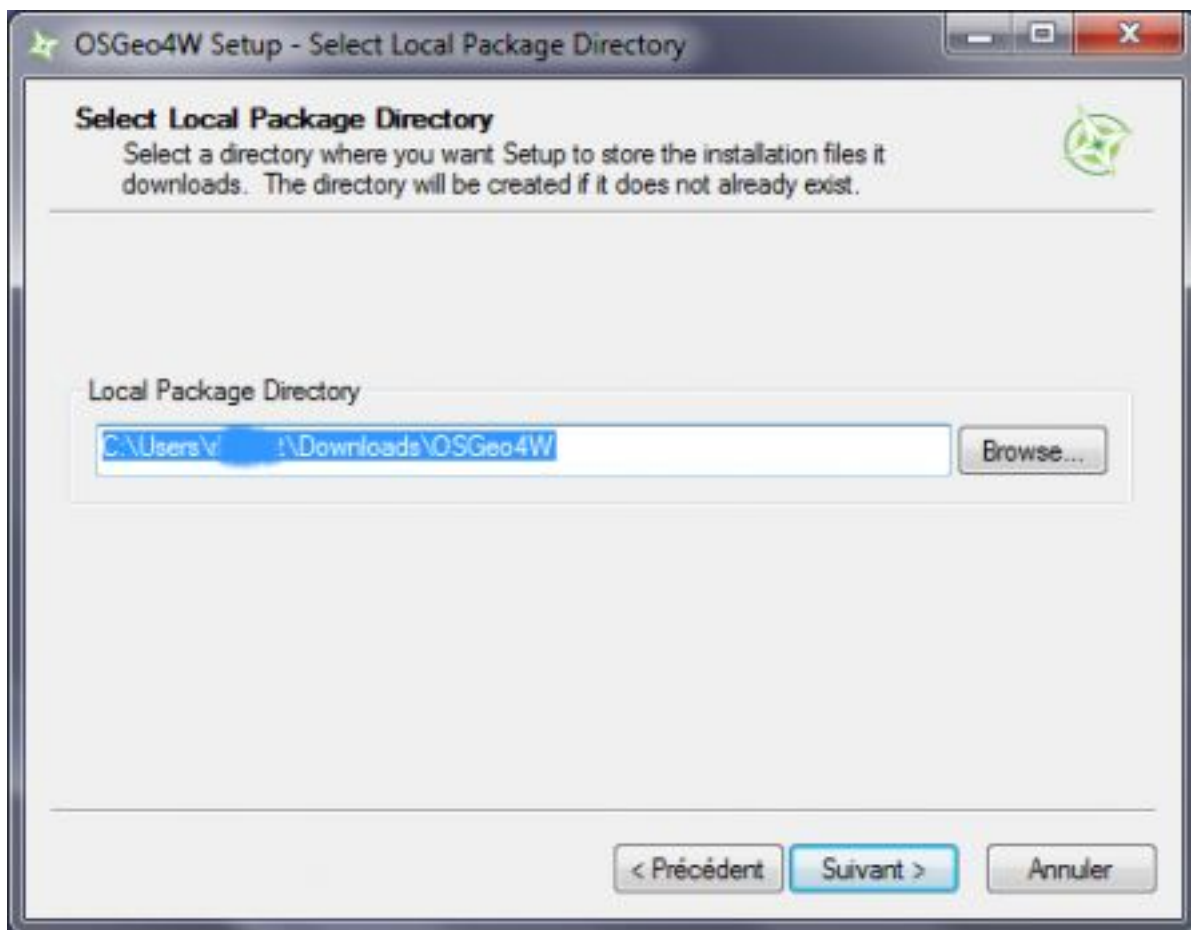 OSGeo4W Setup - Select Local Package Directory
Select Local Package Directory
Select a directory where you want Setup to store the installation files it
downloads. The directory will be created if it does not already exist.
Local Package Directory
C:\Users\ \Downloads\OSGeo4W
Browse...
< Précédent
Suivant >
Annuler